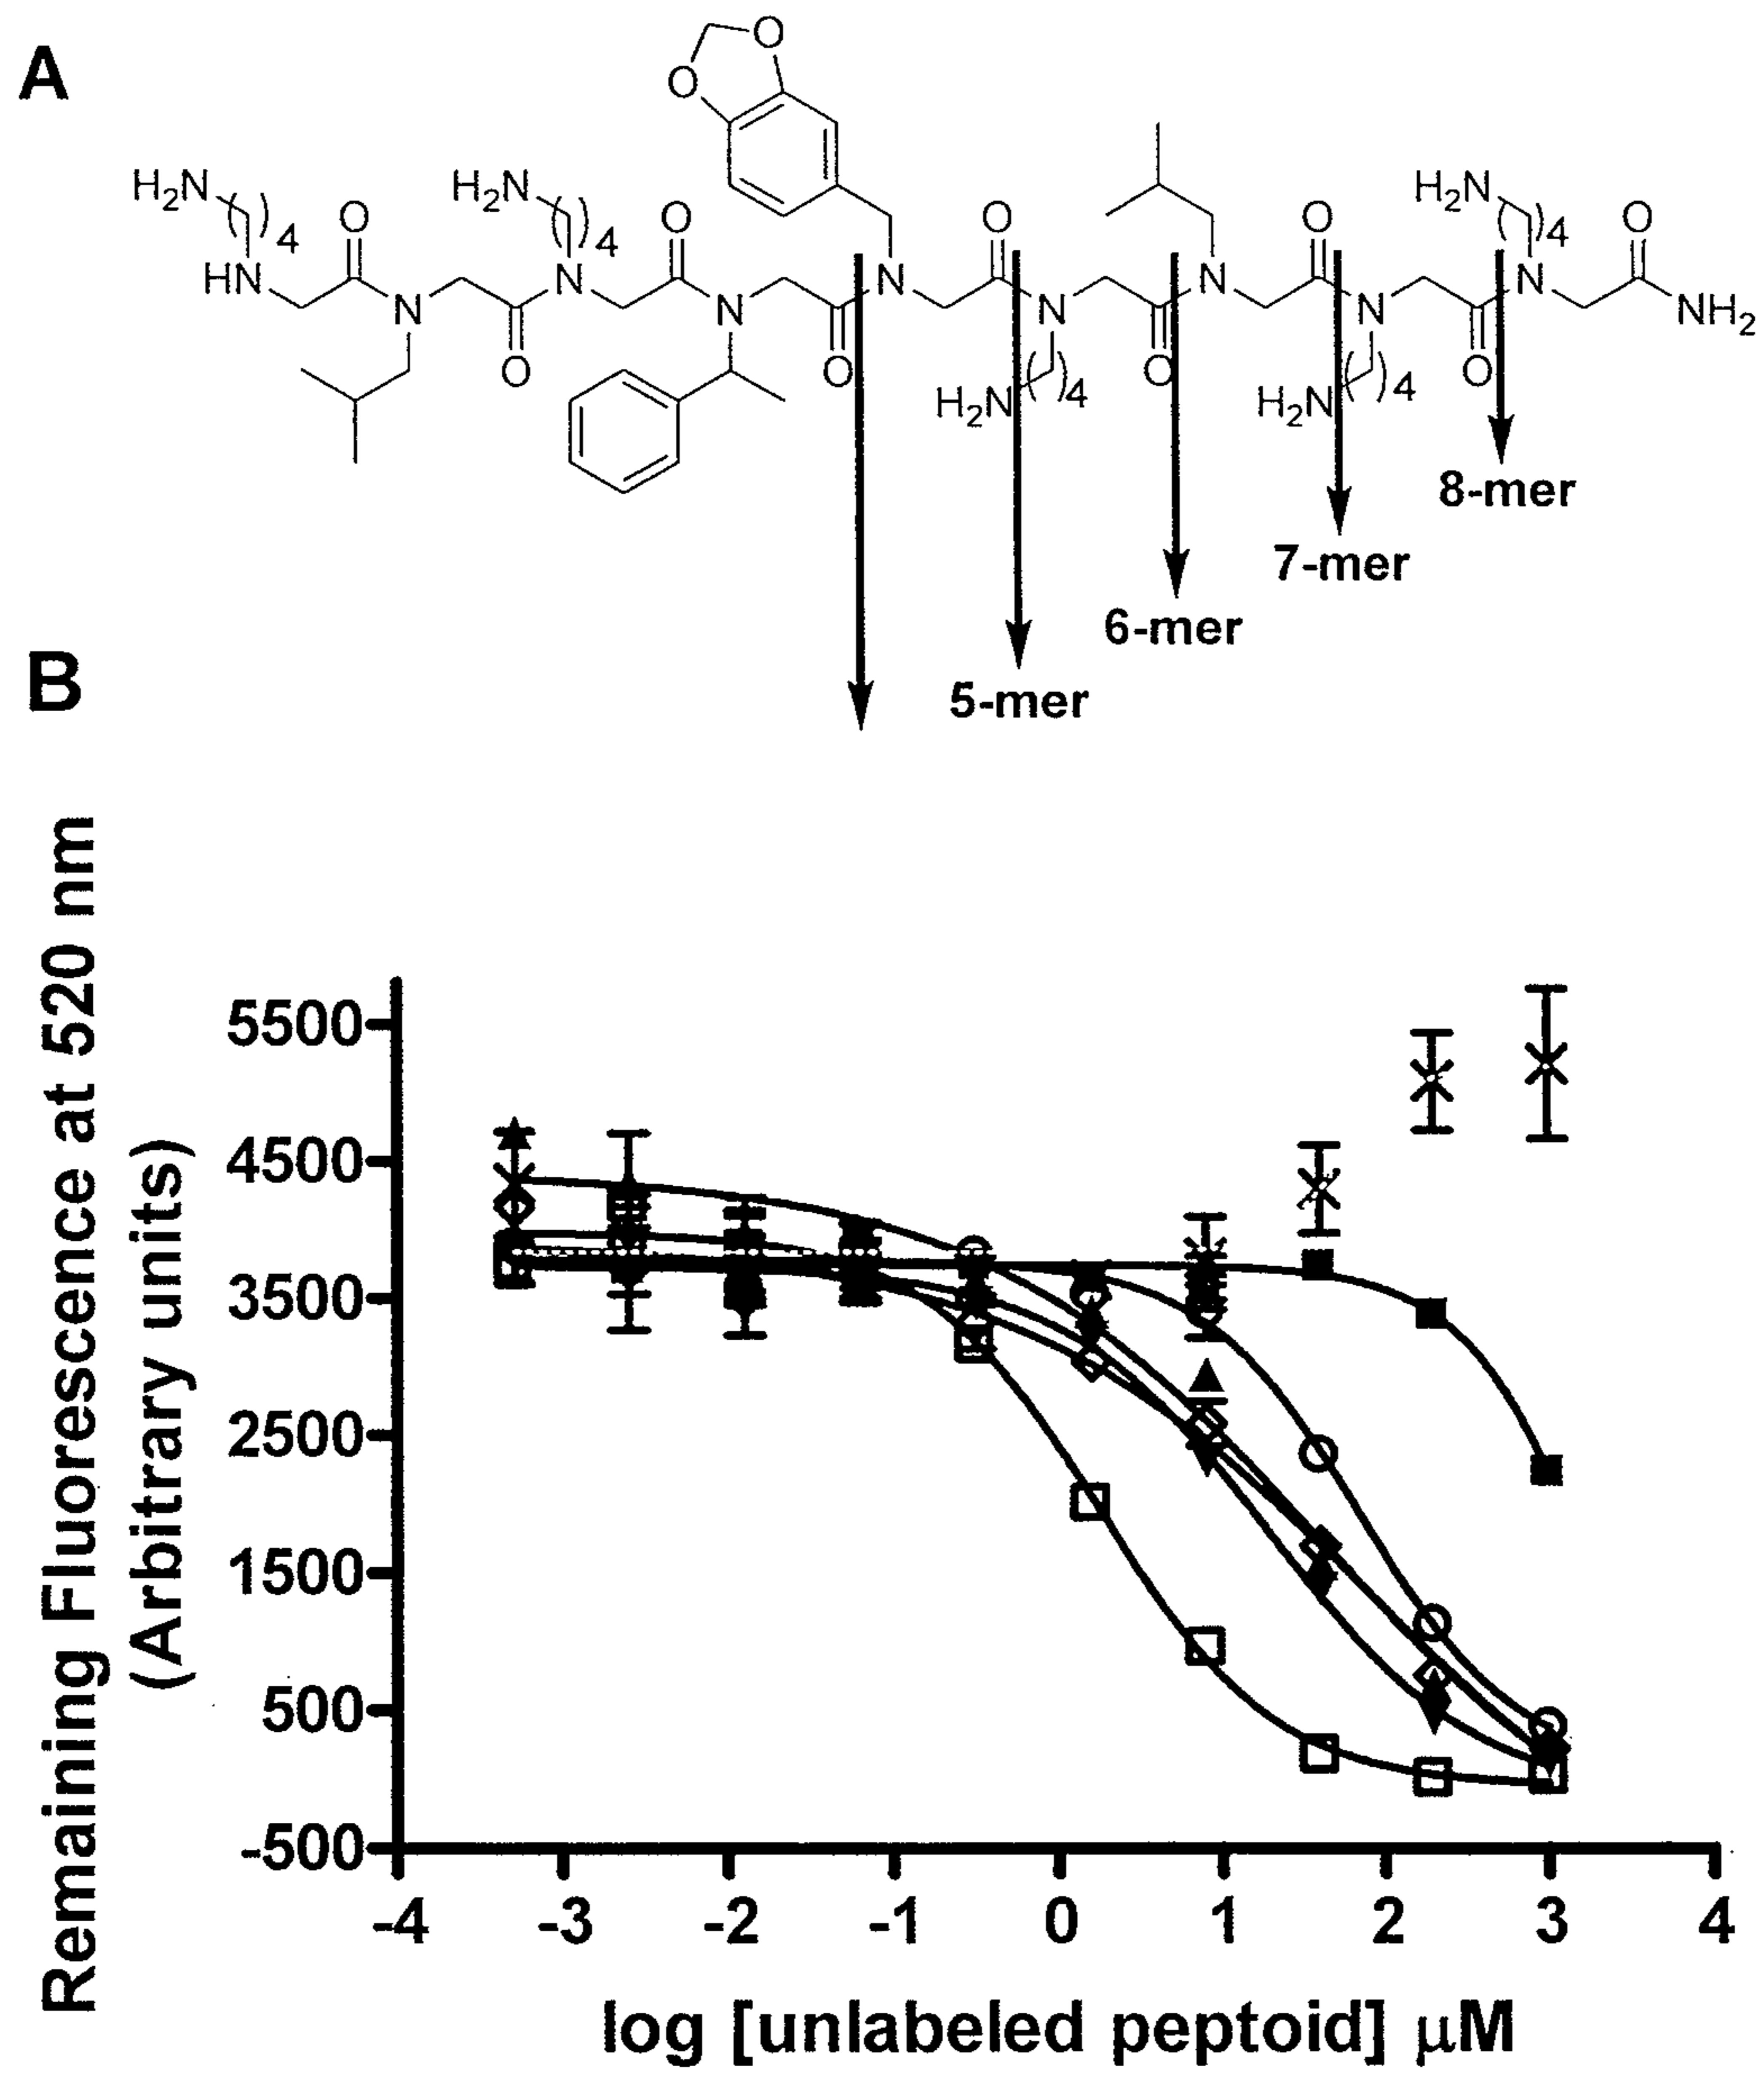 A
O
O
H2N ( )4 O H2N ( )4 O O O H2N ( )4 O
HN N N N N N N N N NH2
O O O O
H2N ( )4 H2N ( )4
8-mer
7-mer
6-mer
5-mer
B
Remaining Fluorescence at 520 nm
(Arbitrary units)
5500
4500
3500
2500
1500
500
-500
-4 -3 -2 -1 0 1 2 3 4
log [unlabeled peptoid] μM